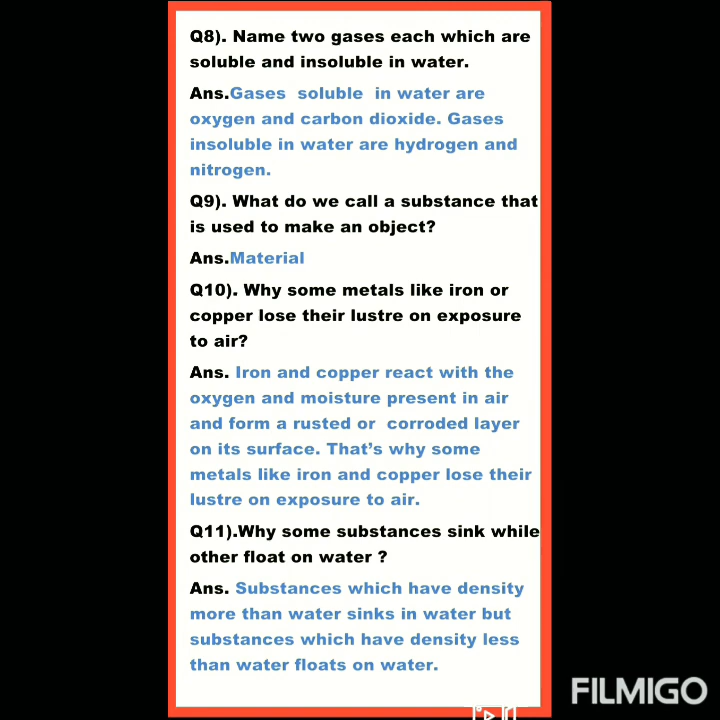 Q8). Name two gases each which are
soluble and insoluble in water.
Ans.Gases soluble in water are
oxygen and carbon dioxide. Gases
insoluble in water are hydrogen and
nitrogen.
Q9). What do we call a substance that
is used to make an object?
Ans.Material
Q10). Why some metals like iron or
copper lose their lustre on exposure
to air?
Ans. Iron and copper react with the
oxygen and moisture present in air
and form a rusted or corroded layer
on its surface. That’s why some
metals like iron and copper lose their
lustre on exposure to air.
Q11).Why some substances sink while
other float on water ?
Ans. Substances which have density
more than water sinks in water but
substances which have density less
than water floats on water.
FILMIGO